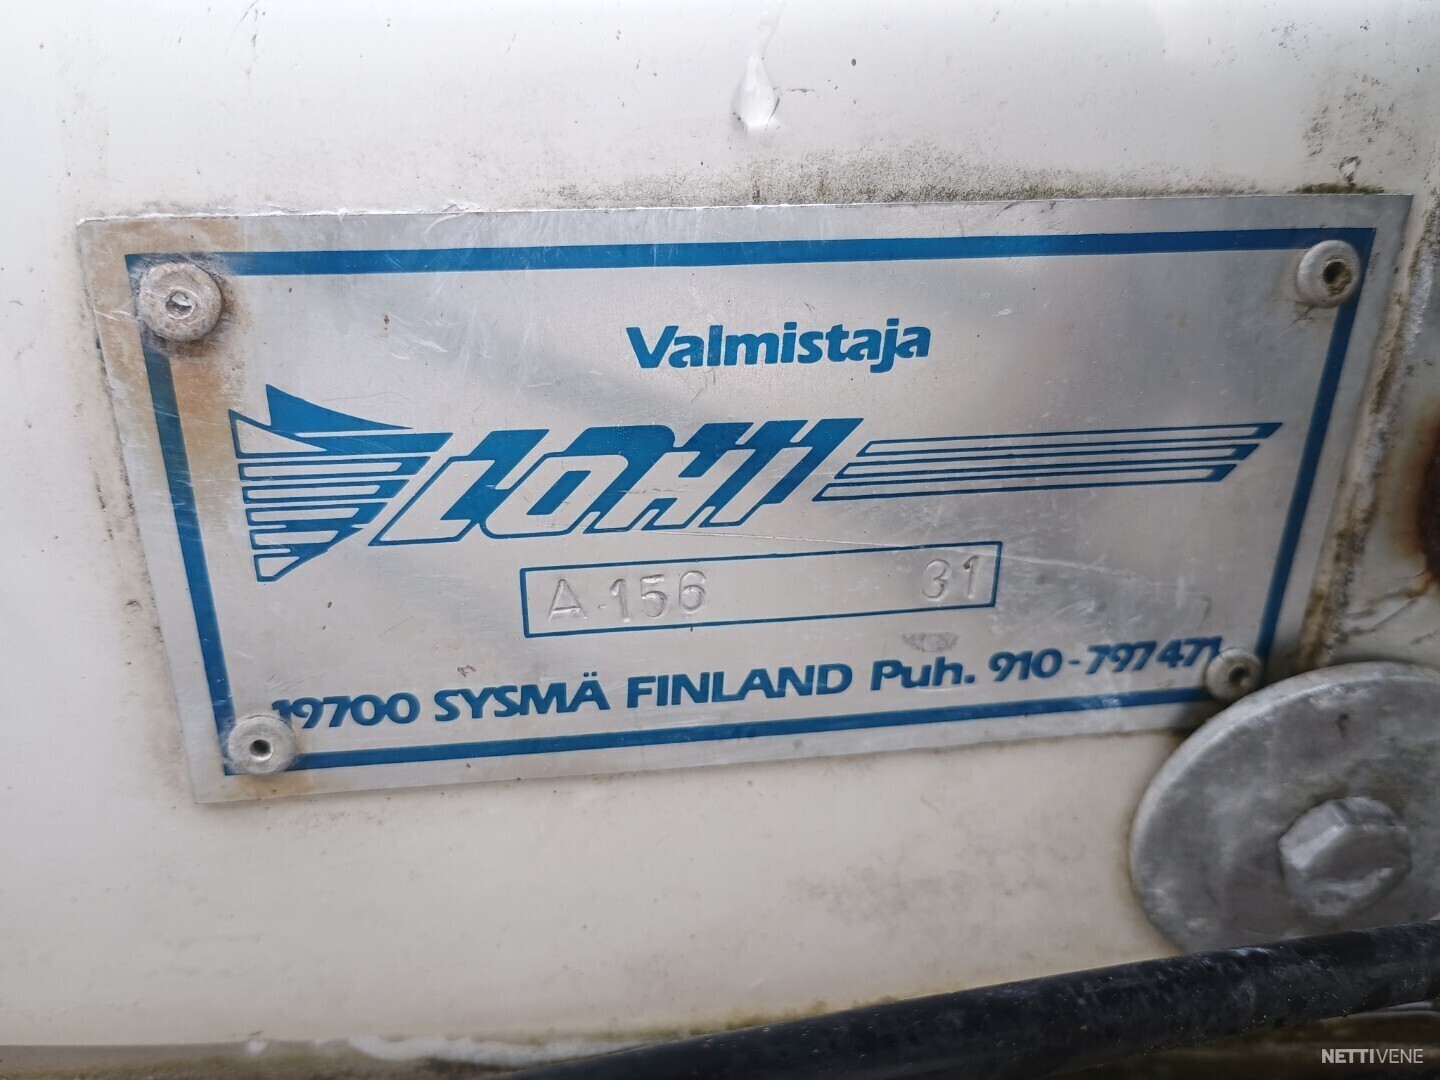 Valmistaja
LOHI
A 156 31
19700 SYSMÄ FINLAND Puh. 910-797471
NETTIVENE